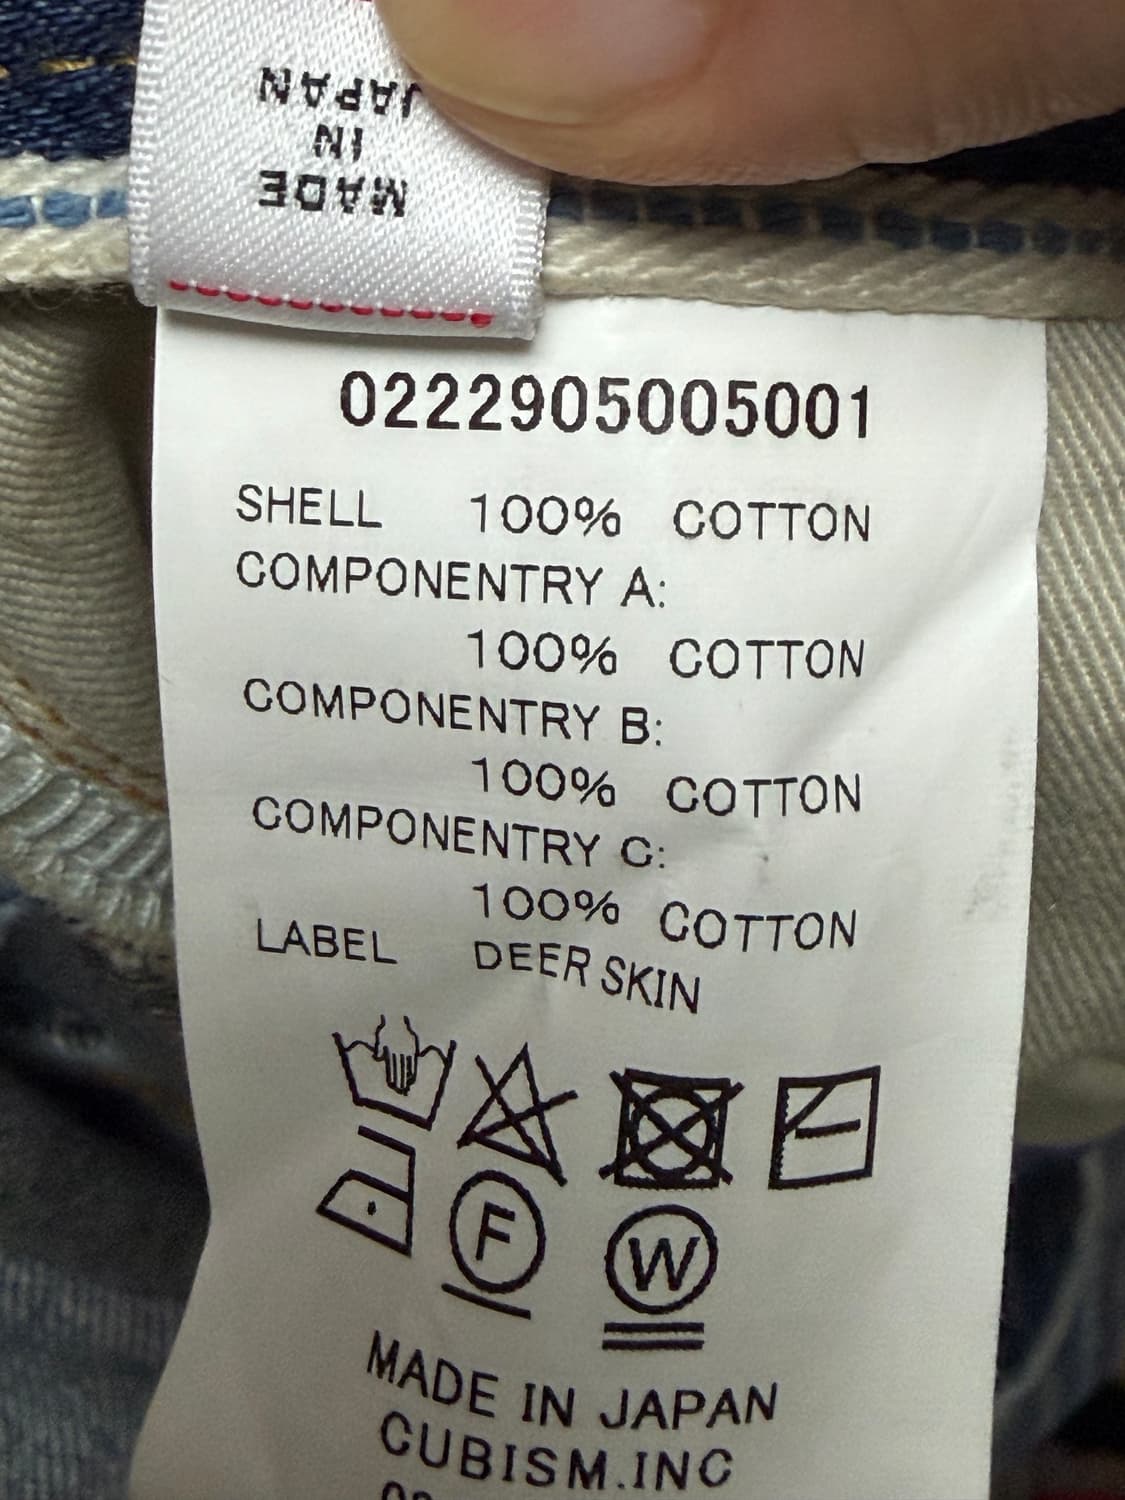 MADE
IN
JAPAN
0222905005001
SHELL 100% COTTON
COMPONENTRY A:
100% COTTON
COMPONENTRY B:
100% COTTON
COMPONENTRY C:
100% COTTON
LABEL DEER SKIN
F W
MADE IN JAPAN
CUBISM.INC